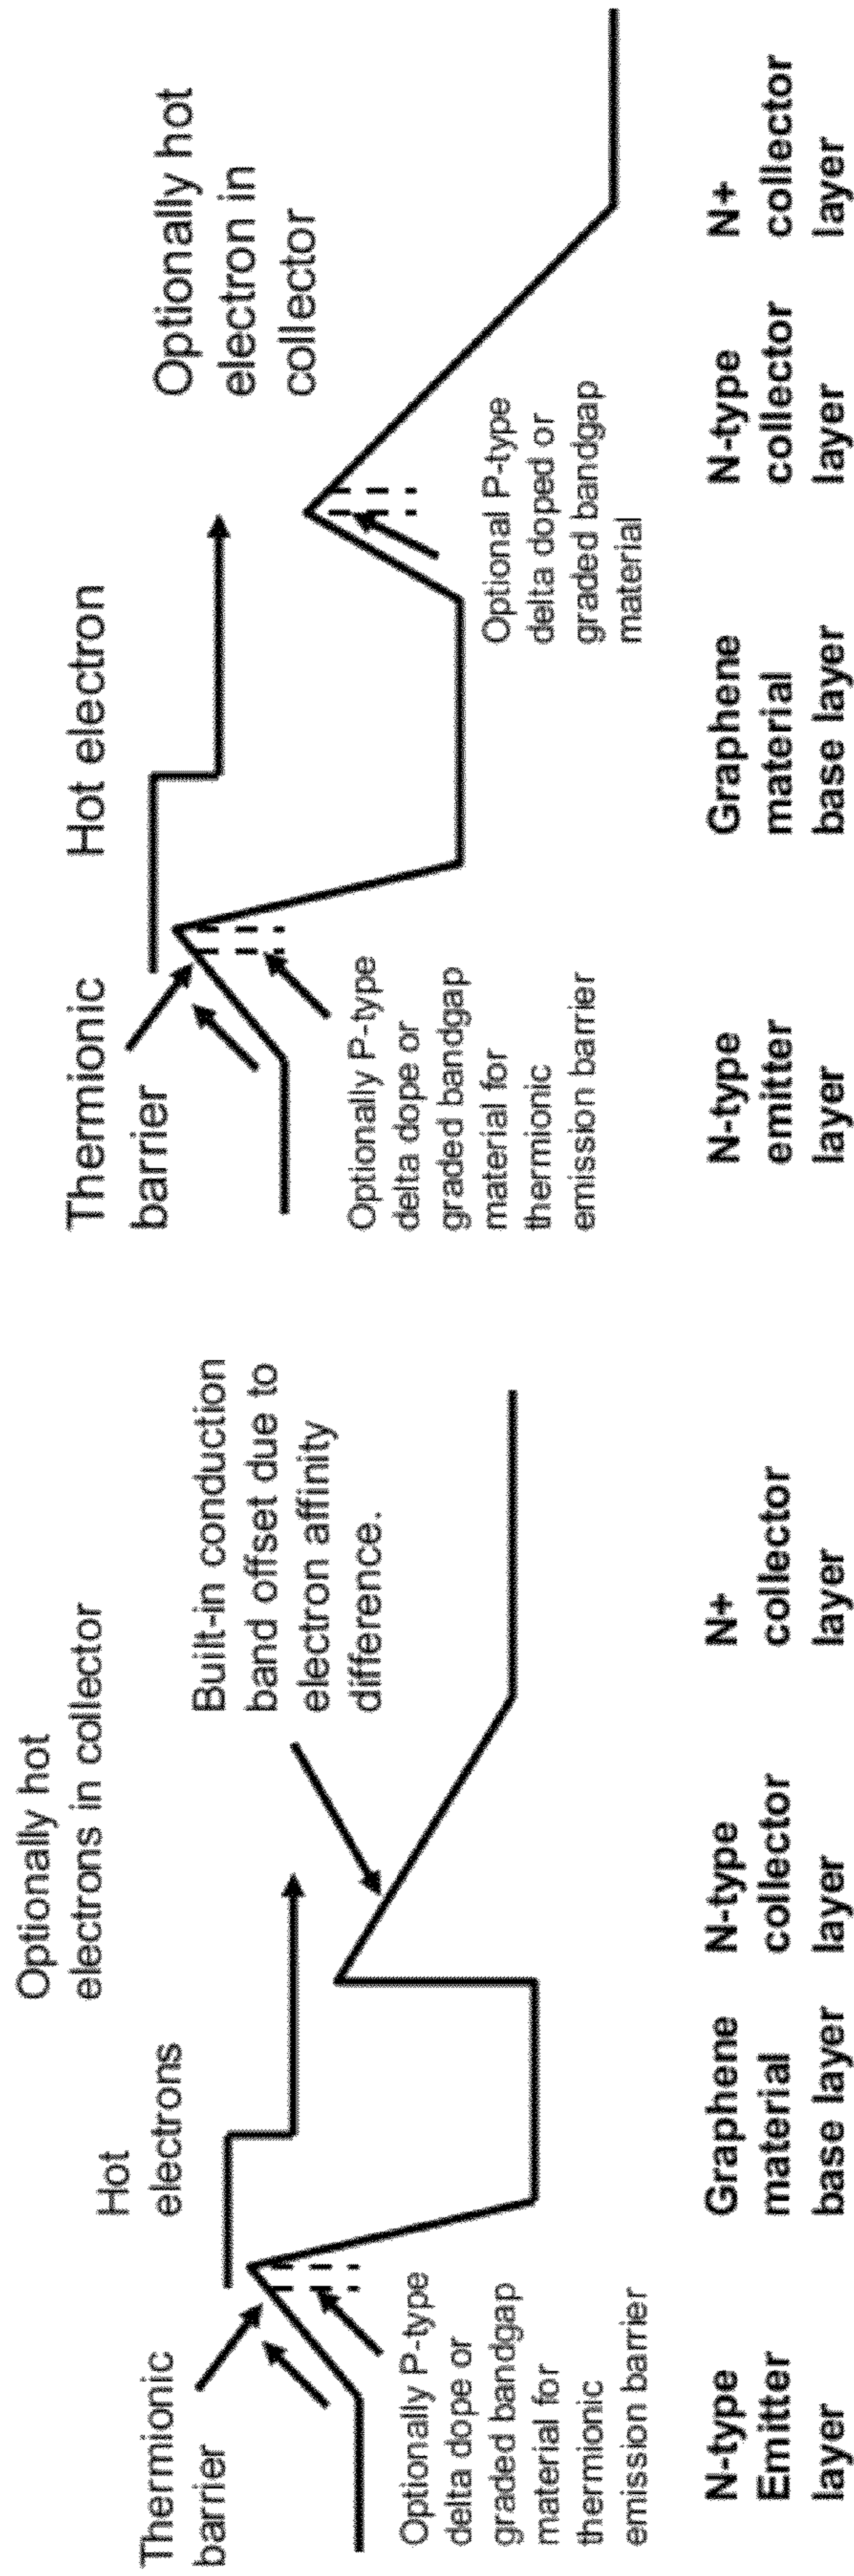 Optionally hot
electrons in collector
Hot
electrons
Thermionic
barrier
Built-in conduction
band offset due to
electron affinity
difference.
Optionally P-type
delta dope or
graded bandgap
material for
thermionic
emission barrier
N-type
Emitter
layer
Graphene
material
base layer
N-type
collector
layer
N+
collector
layer
Thermionic
barrier
Hot electron
Optionally hot
electron in
collector
Optionally P-type
delta dope or
graded bandgap
material for
thermionic
emission barrier
Optional P-type
delta doped or
graded bandgap
material
N-type
emitter
layer
Graphene
material
base layer
N-type
collector
layer
N+
collector
layer